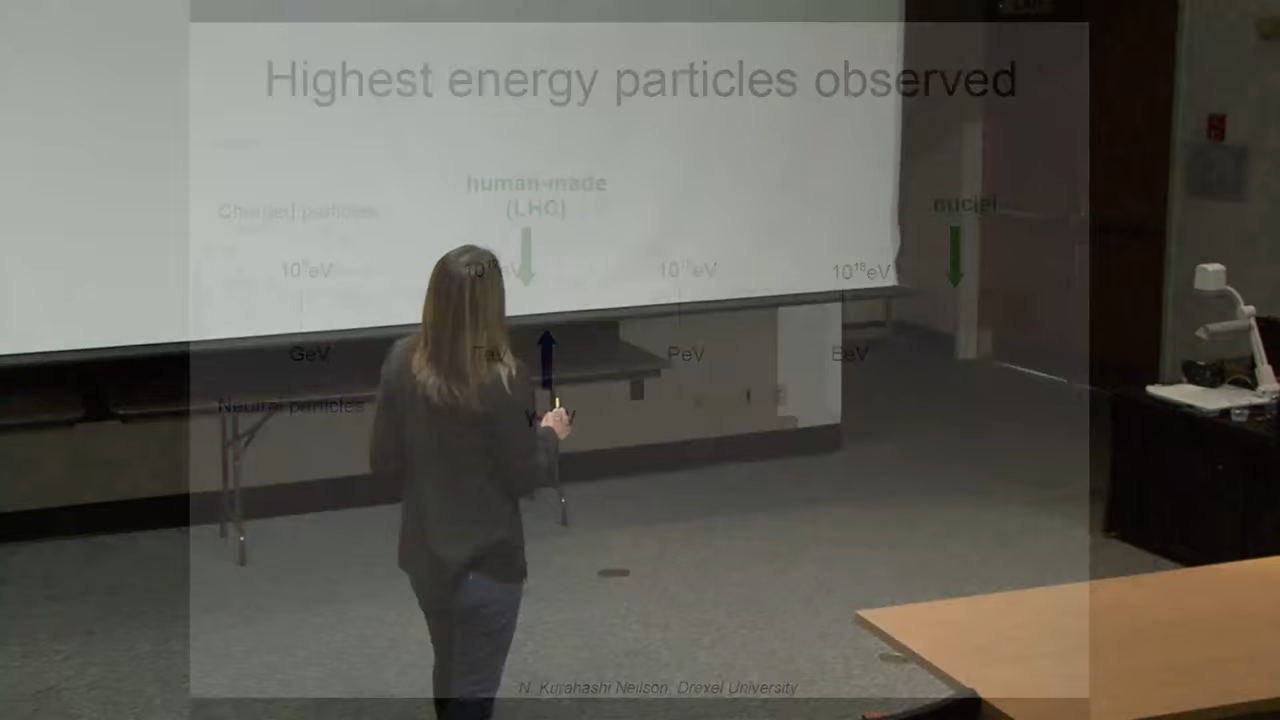 Highest energy particles observed
human-made
(LHC)
nuclei
Charged particles
10⁹eV
10¹⁵eV
10¹⁸eV
GeV
TeV
PeV
EeV
Neutral particles
N. Kurahashi Neilson, Drexel University